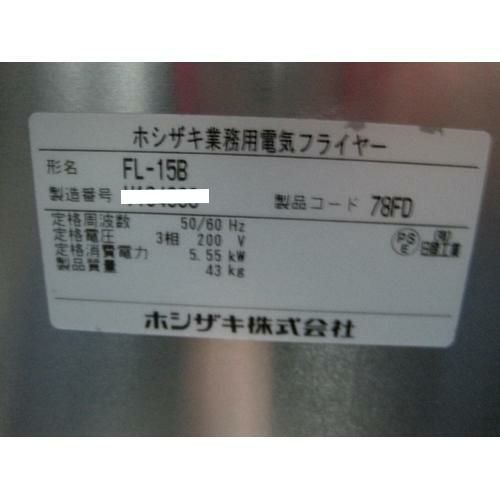 ホシザキ業務用電気フライヤー
形名 FL-15B
製造番号
製品コード 78FD
定格周波数 50/60 Hz
定格電圧 3相 200 V
定格消費電力 5.55 kW
製品質量 43 kg
PSE
ホシザキ株式会社